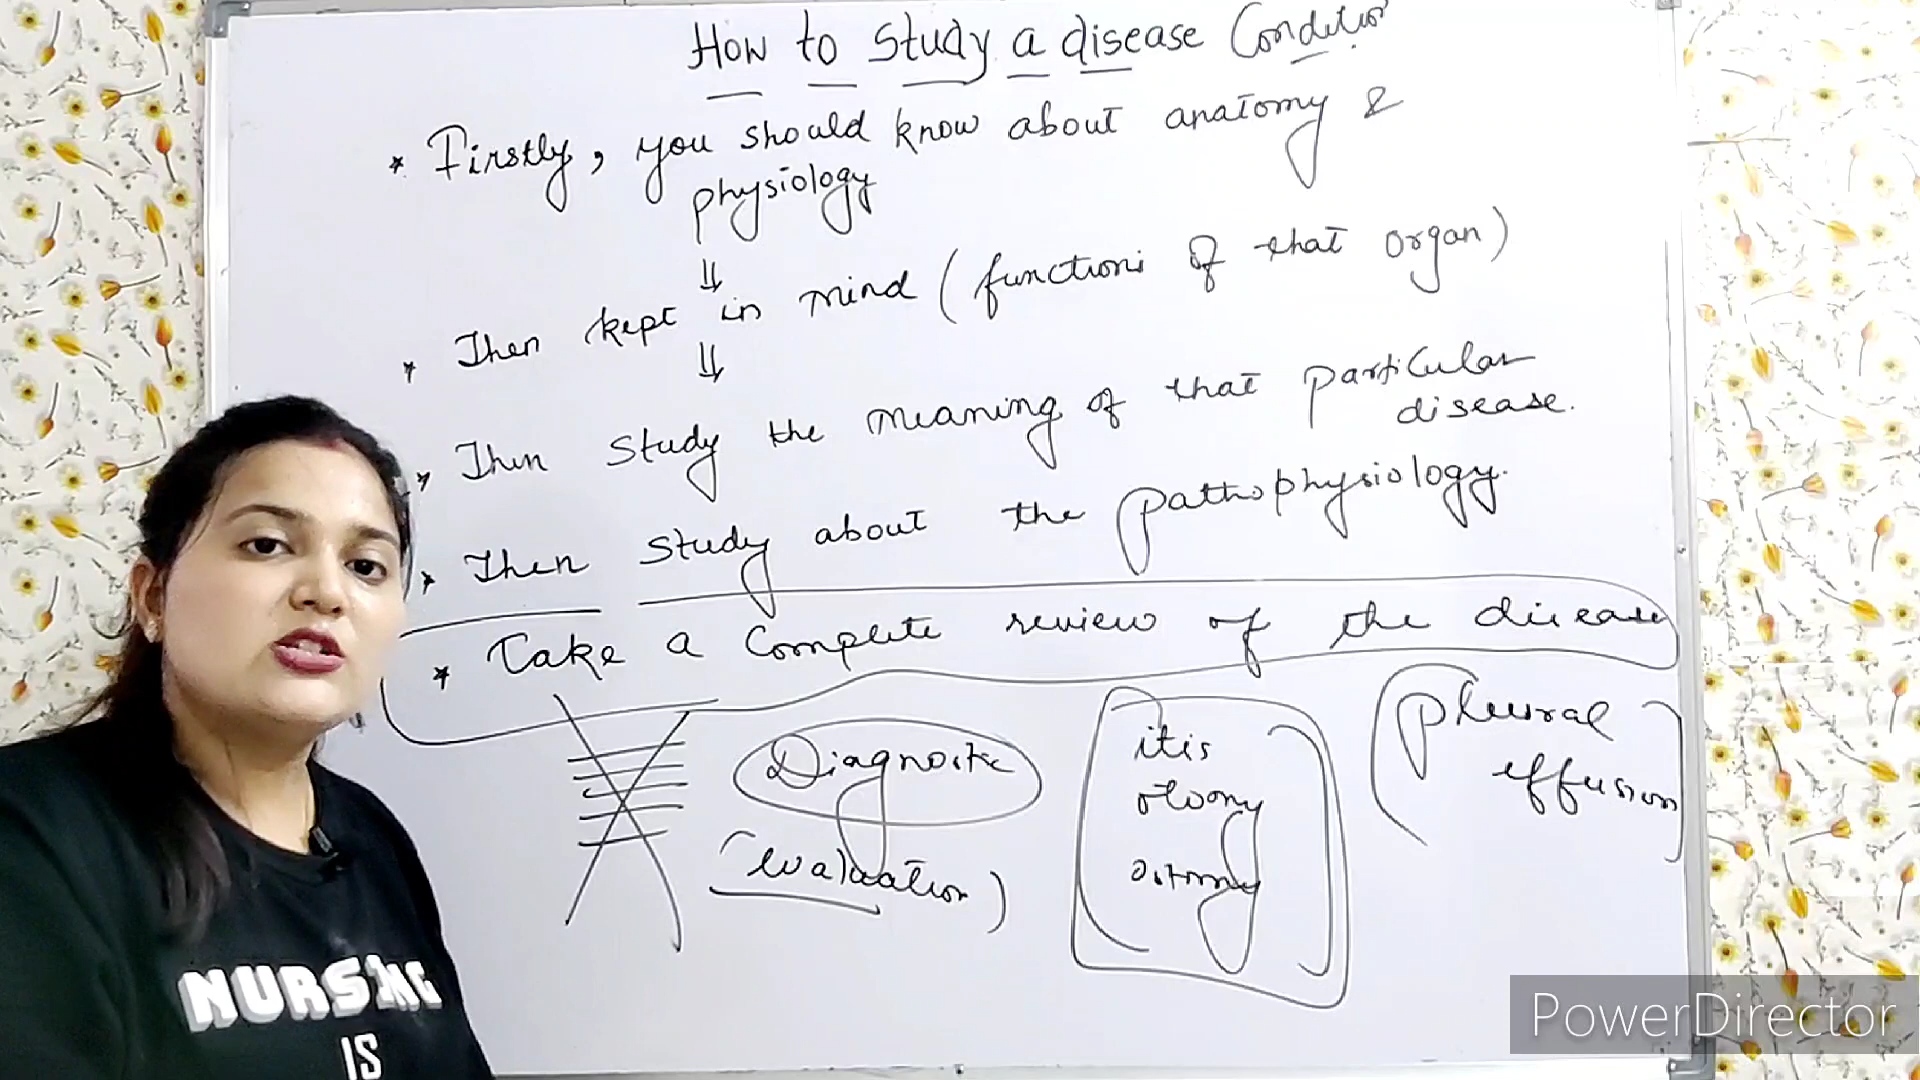 How to Study a disease Condition
* Firstly, you should know about anatomy &
physiology
* Then kept in mind (functions of that organ)
* Then study the meaning of that particular
disease.
* Then study about the pathophysiology.
* Take a Complete review of the disease
Diagnostic
(evaluation)
itis
otomy
ostomy
Pleural
effusion
NURSING
IS
PowerDirector